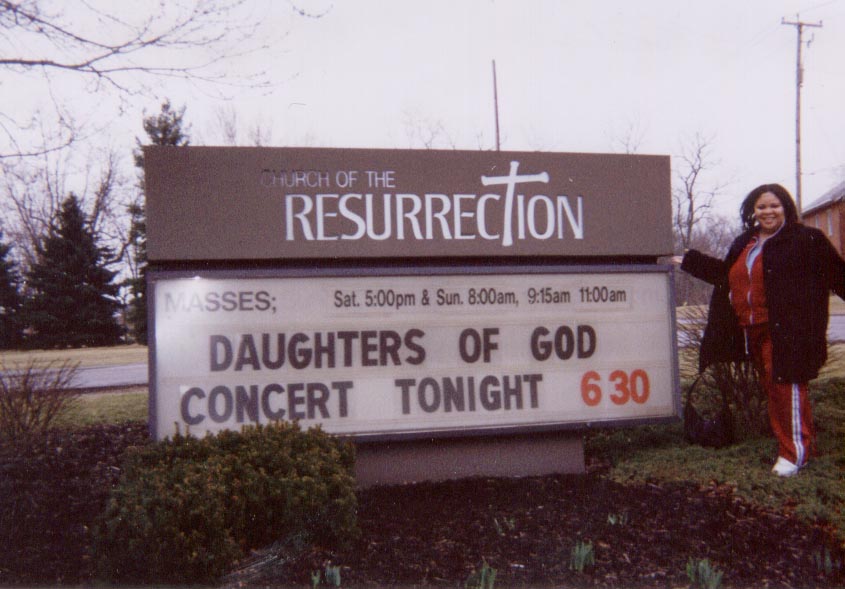 CHURCH OF THE
RESURRECTION
MASSES; Sat. 5:00pm & Sun. 8:00am, 9:15am 11:00am
DAUGHTERS OF GOD
CONCERT TONIGHT 6 30